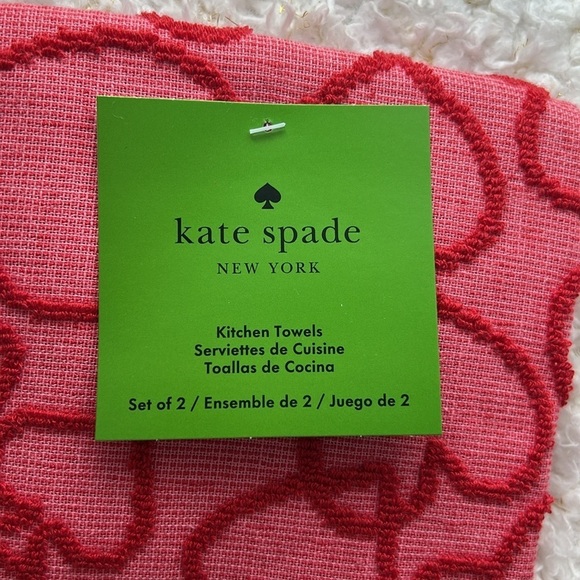 kate spade
NEW YORK
Kitchen Towels
Serviettes de Cuisine
Toallas de Cocina
Set of 2 / Ensemble de 2 / Juego de 2